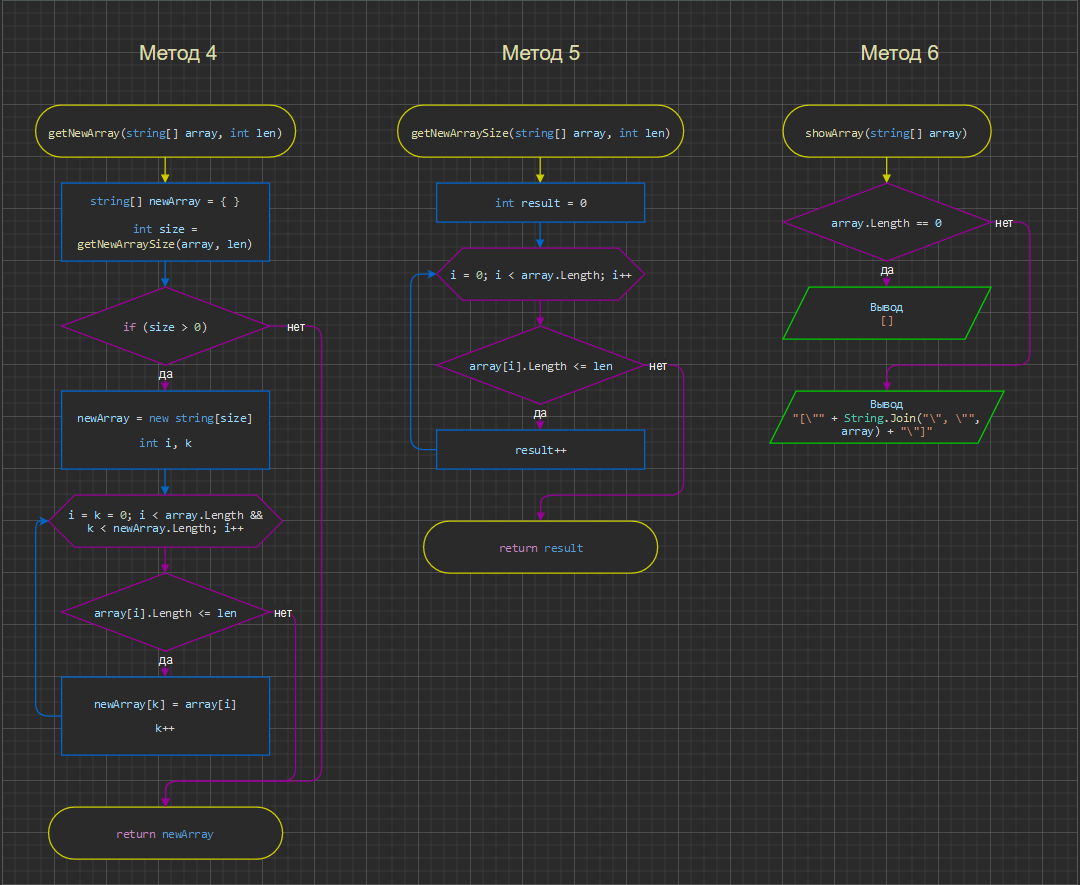 Метод 4
getNewArray(string[] array, int len)
string[] newArray = { }
int size =
getNewArraySize(array, len)
if (size > 0)
нет
да
newArray = new string[size]
int i, k
i = k = 0; i < array.Length &&
k < newArray.Length; i++
array[i].Length <= len
нет
да
newArray[k] = array[i]
k++
return newArray
Метод 5
getNewArraySize(string[] array, int len)
int result = 0
i = 0; i < array.Length; i++
array[i].Length <= len
нет
да
result++
return result
Метод 6
showArray(string[] array)
array.Length == 0
нет
да
Вывод
[]
Вывод
"[\"" + String.Join("\", \"",
array) + "\"]"